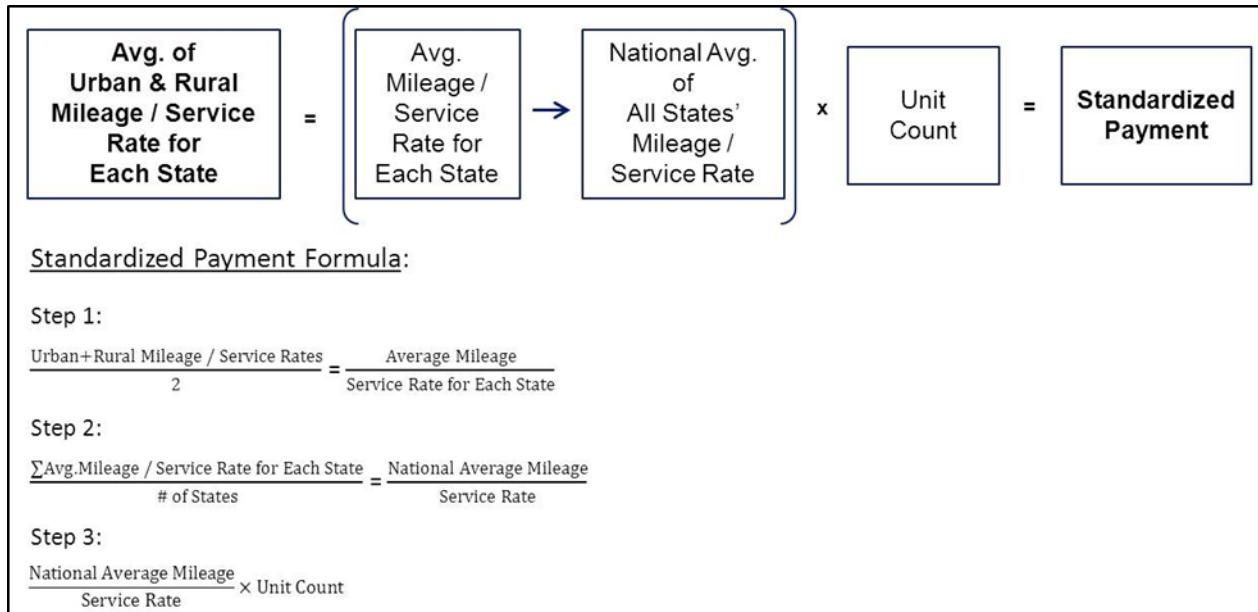 Avg. of
Urban & Rural
Mileage / Service
Rate for
Each State
=
Avg.
Mileage /
Service
Rate for
Each State
→
National Avg.
of
All States’
Mileage /
Service Rate
x
Unit
Count
=
Standardized
Payment
Standardized Payment Formula:
Step 1:
Urban+Rural Mileage / Service Rates
2
=
Average Mileage
Service Rate for Each State
Step 2:
∑Avg.Mileage / Service Rate for Each State
# of States
=
National Average Mileage
Service Rate
Step 3:
National Average Mileage
Service Rate
× Unit Count